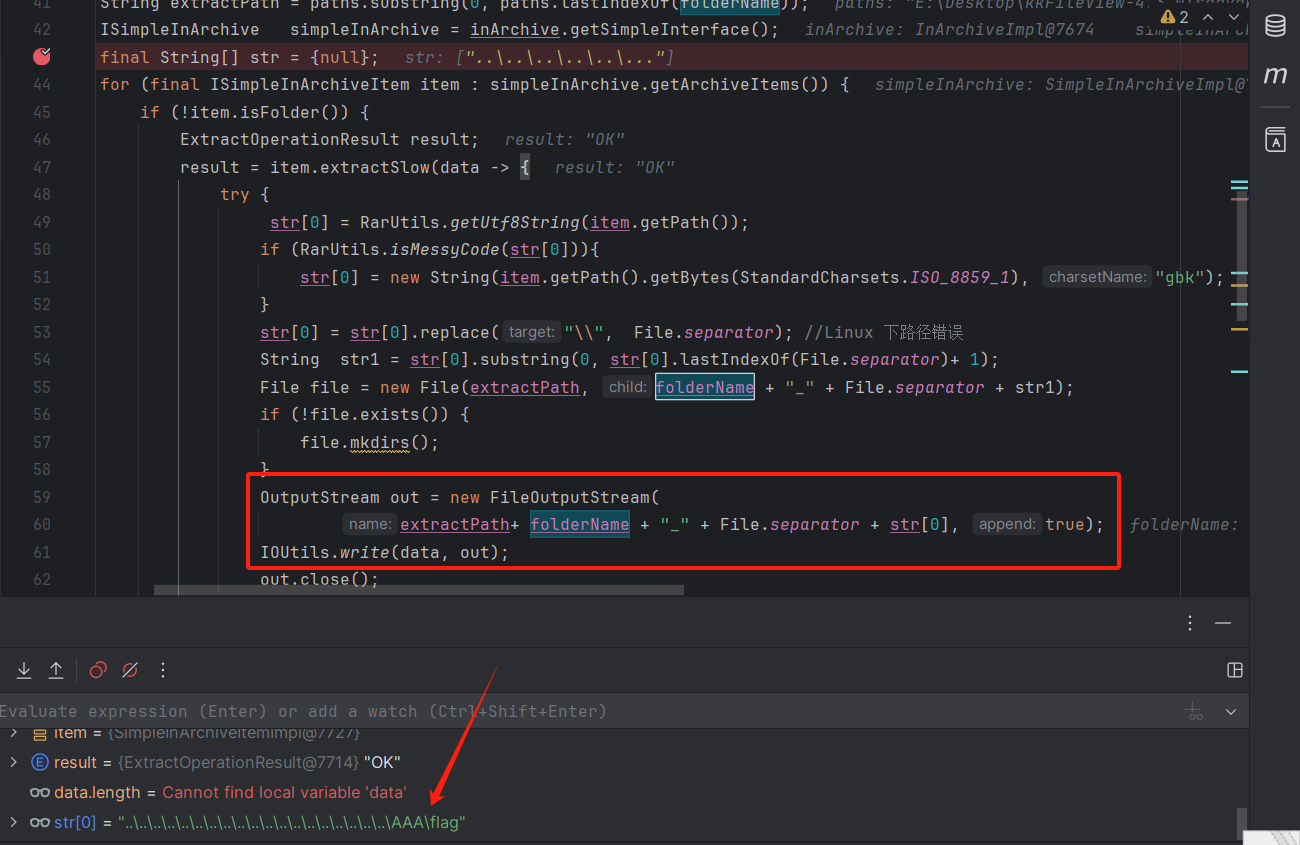 41 String extractPath = paths.substring(0, paths.lastIndexOf(folderName)); paths: "E:\Desktop\kkFileView-4.
2
42 ISimpleInArchive simpleInArchive = inArchive.getSimpleInterface(); inArchive: ArchiveImpl@7674 simpleInArch
final String[] str = {null}; str: ["..\..\..\..\..\..."]
44 for (final ISimpleInArchiveItem item : simpleInArchive.getArchiveItems()) { simpleInArchive: SimpleInArchiveImpl@7
45 if (!item.isFolder()) {
46 ExtractOperationResult result; result: "OK"
47 result = item.extractSlow(data -> { result: "OK"
48 try {
49 str[0] = RarUtils.getUtf8String(item.getPath());
50 if (RarUtils.isMessyCode(str[0])){
51 str[0] = new String(item.getPath().getBytes(StandardCharsets.ISO_8859_1), charsetName: "gbk");
52 }
53 str[0] = str[0].replace( target: "\\", File.separator); //Linux 下路径错误
54 String str1 = str[0].substring(0, str[0].lastIndexOf(File.separator)+ 1);
55 File file = new File(extractPath, child: folderName + "_" + File.separator + str1);
56 if (!file.exists()) {
57 file.mkdirs();
58 }
59 OutputStream out = new FileOutputStream(
60 name: extractPath+ folderName + "_" + File.separator + str[0], append: true); folderName:
61 IOUtils.write(data, out);
62 out.close();
m
A
Evaluate expression (Enter) or add a watch (Ctrl+Shift+Enter)
item = {SimpleInArchiveItemImpl@7727}
E result = {ExtractOperationResult@7714} "OK"
data.length = Cannot find local variable 'data'
str[0] = "..\..\..\..\..\..\..\..\..\..\..\..\..\..\..\..\..\..\..\AAA\flag"